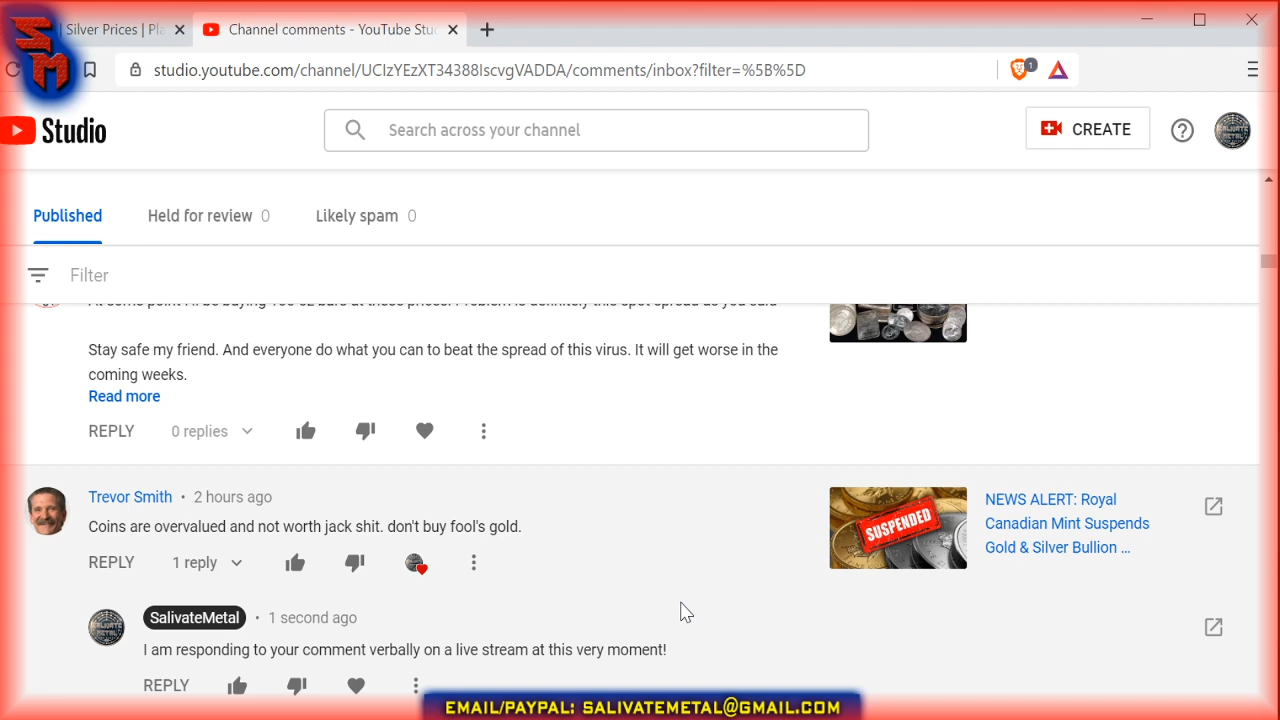 SM
Silver Prices | Pla
Channel comments - YouTube Stu
studio.youtube.com/channel/UCIzYEzXT34388IscvgVADDA/comments/inbox?filter=%5B%5D
1
Studio
Search across your channel
CREATE
Published
Held for review 0
Likely spam 0
Filter
Stay safe my friend. And everyone do what you can to beat the spread of this virus. It will get worse in the
coming weeks.
Read more
REPLY 0 replies
Trevor Smith • 2 hours ago
Coins are overvalued and not worth jack shit. don't buy fool's gold.
REPLY 1 reply
SUSPENDED
NEWS ALERT: Royal
Canadian Mint Suspends
Gold & Silver Bullion ...
SalivateMetal • 1 second ago
I am responding to your comment verbally on a live stream at this very moment!
REPLY
EMAIL/PAYPAL: SALIVATEMETAL@GMAIL.COM